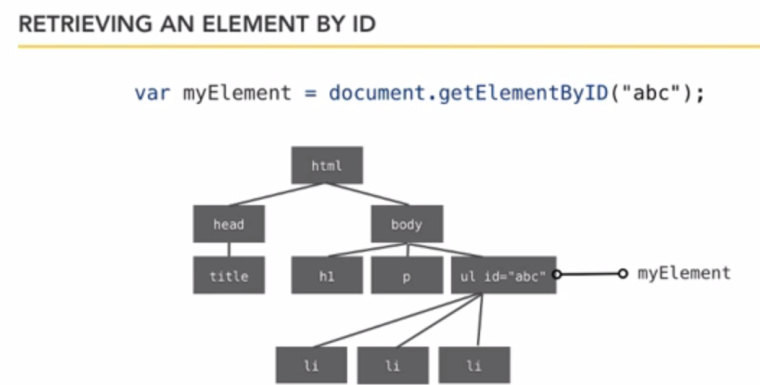 RETRIEVING AN ELEMENT BY ID
var myElement = document.getElementByID("abc");
html
head body
title h1 p ul id="abc" myElement
li li li